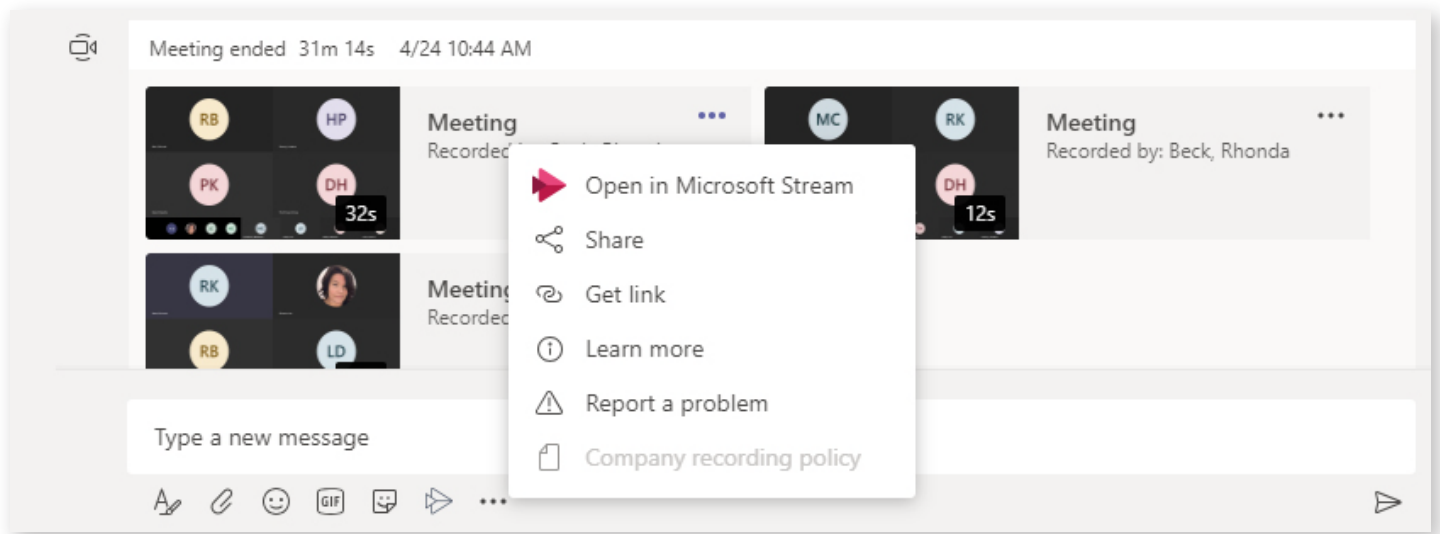 Meeting ended 31m 14s 4/24 10:44 AM
RB
HP
PK
DH
32s
Meeting
Recorded
MC
RK
DH
12s
Meeting
Recorded by: Beck, Rhonda
RK
RB
LD
Meeting
Recorded
Open in Microsoft Stream
Share
Get link
Learn more
Report a problem
Company recording policy
Type a new message
GIF